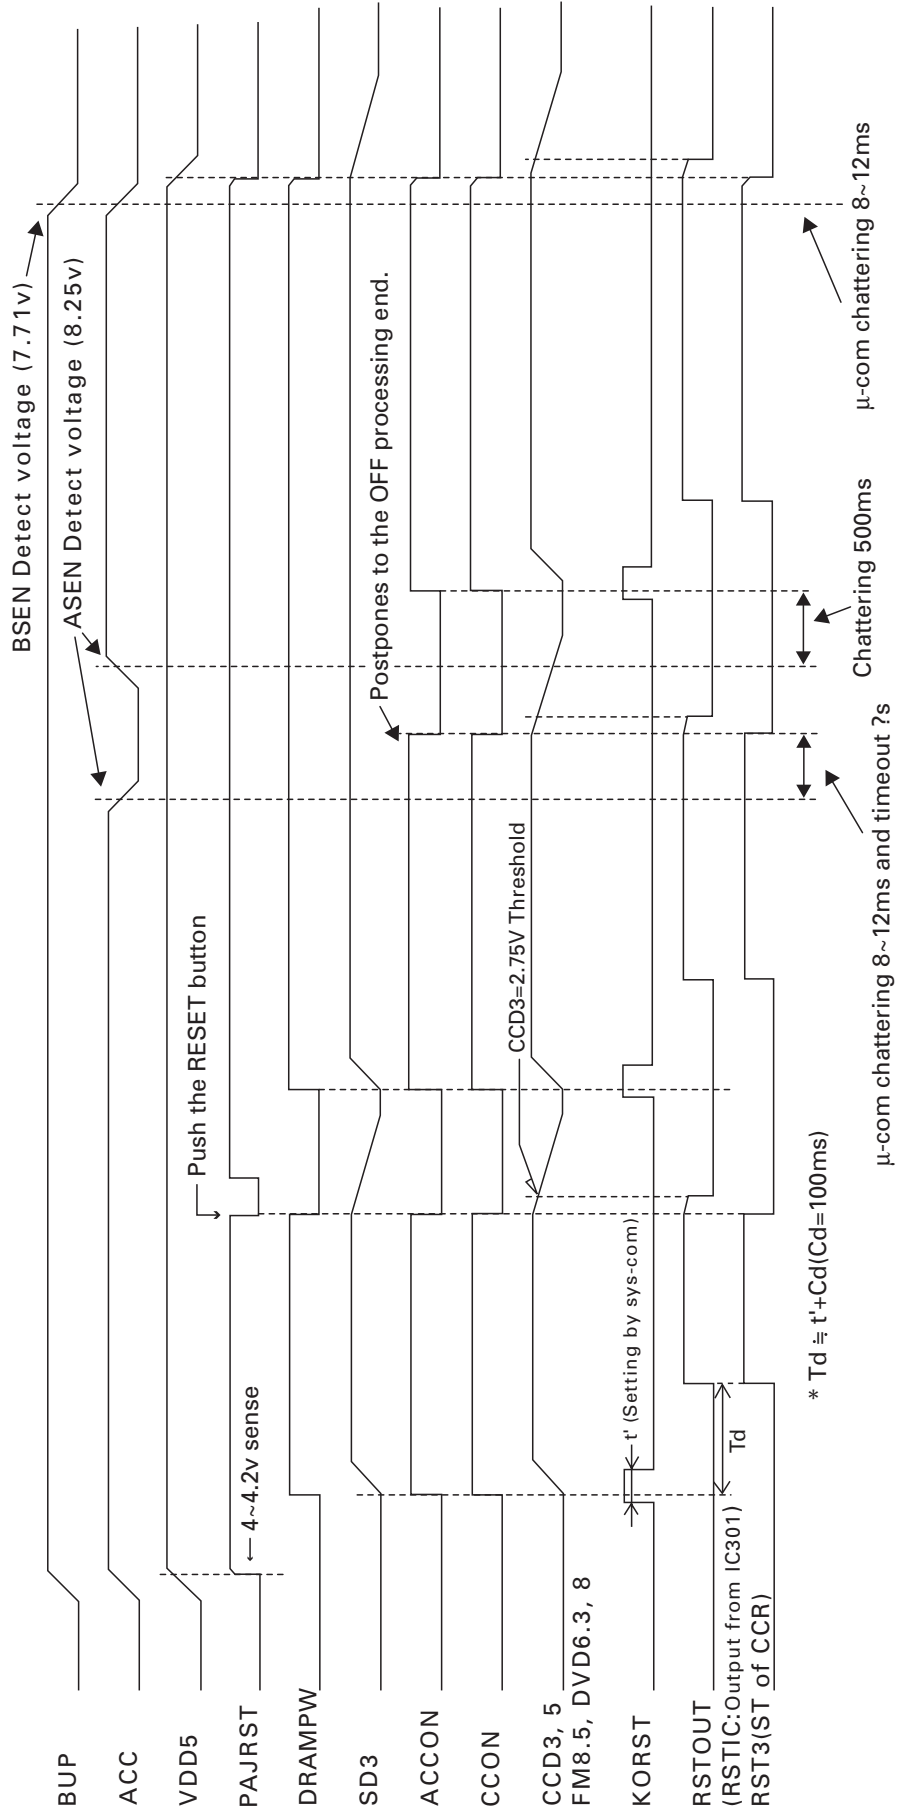 BUP
ACC
VDD5
PAJRST
DRAMPW
SD3
ACCON
CCON
CCD3, 5
FM8.5, DVD6.3, 8
KORST
RSTOUT
(RSTIC:Output from IC301)
RST3(ST of CCR)
BSEN Detect voltage (7.71v)
ASEN Detect voltage (8.25v)
Push the RESET button
4~4.2v sense
Postpones to the OFF processing end.
CCD3=2.75V Threshold
t' (Setting by sys-com)
Td
* Td ≒ t'+Cd(Cd=100ms)
µ-com chattering 8~12ms and timeout ?s
Chattering 500ms
µ-com chattering 8~12ms